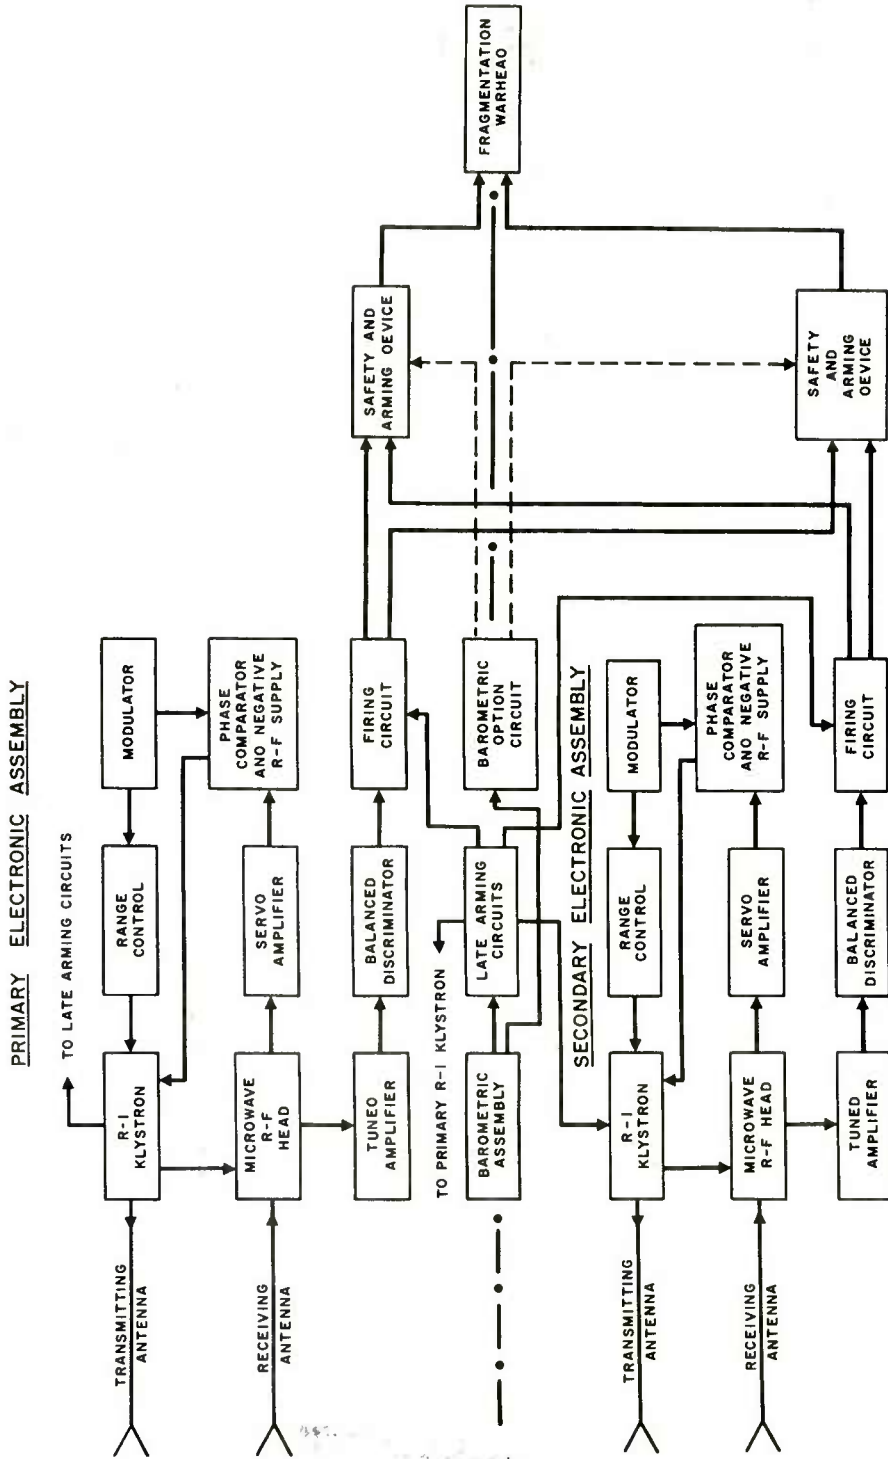 PRIMARY ELECTRONIC ASSEMBLY
TO LATE ARMING CIRCUITS
TRANSMITTING
ANTENNA
R-I
KLYSTRON
RANGE
CONTROL
MODULATOR
RECEIVING
ANTENNA
MICROWAVE
R-F
HEAD
SERVO
AMPLIFIER
PHASE
COMPARATOR
ANO NEGATIVE
R-F SUPPLY
TUNEO
AMPLIFIER
BALANCED
DISCRIMINATOR
FIRING
CIRCUIT
SAFETY AND
ARMING OEVICE
TO PRIMARY R-I KLYSTRON
BAROMETRIC
ASSEMBLY
LATE ARMING
CIRCUITS
BAROMETRIC
OPTION
CIRCUIT
FRAGMENTATION
WARHEAO
SECONDARY ELECTRONIC ASSEMBLY
TRANSMITTING
ANTENNA
R-I
KLYSTRON
RANGE
CONTROL
MODULATOR
RECEIVING
ANTENNA
MICROWAVE
R-F HEAD
SERVO
AMPLIFIER
PHASE
COMPARATOR
ANO NEGATIVE
R-F SUPPLY
TUNED
AMPLIFIER
BALANCED
DISCRIMINATOR
FIRING
CIRCUIT
SAFETY
AND
ARMING
OEVICE